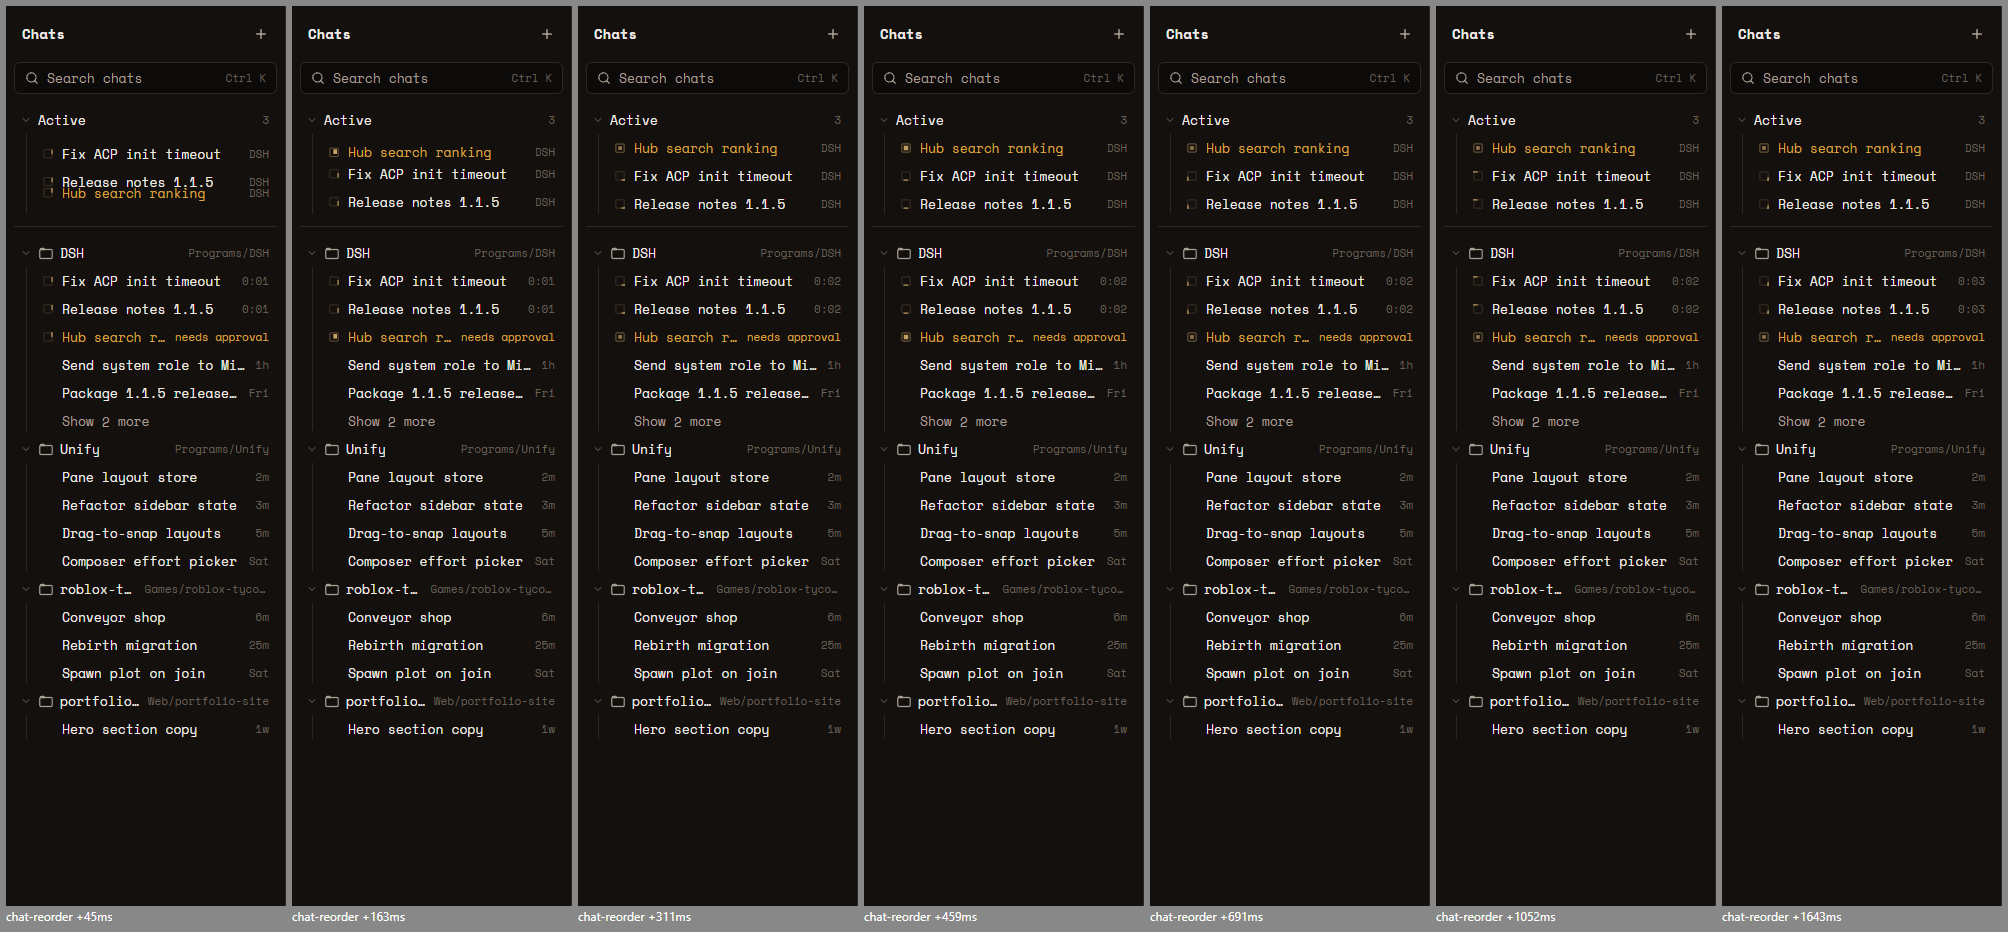 Chats
Search chats Ctrl K
Active 3
Fix ACP init timeout DSH
Release notes 1.1.5 DSH
Hub search ranking DSH
DSH Programs/DSH
Fix ACP init timeout 0:01
Release notes 1.1.5 0:01
Hub search r… needs approval
Send system role to Mi… 1h
Package 1.1.5 release… Fri
Show 2 more
Unify Programs/Unify
Pane layout store 2m
Refactor sidebar state 3m
Drag-to-snap layouts 5m
Composer effort picker Sat
roblox-t… Games/roblox-tyco…
Conveyor shop 6m
Rebirth migration 25m
Spawn plot on join Sat
portfolio… Web/portfolio-site
Hero section copy 1w
chat-reorder +45ms
Chats
Search chats Ctrl K
Active 3
Hub search ranking DSH
Fix ACP init timeout DSH
Release notes 1.1.5 DSH
DSH Programs/DSH
Fix ACP init timeout 0:01
Release notes 1.1.5 0:01
Hub search r… needs approval
Send system role to Mi… 1h
Package 1.1.5 release… Fri
Show 2 more
Unify Programs/Unify
Pane layout store 2m
Refactor sidebar state 3m
Drag-to-snap layouts 5m
Composer effort picker Sat
roblox-t… Games/roblox-tyco…
Conveyor shop 6m
Rebirth migration 25m
Spawn plot on join Sat
portfolio… Web/portfolio-site
Hero section copy 1w
chat-reorder +163ms
Chats
Search chats Ctrl K
Active 3
Hub search ranking DSH
Fix ACP init timeout DSH
Release notes 1.1.5 DSH
DSH Programs/DSH
Fix ACP init timeout 0:02
Release notes 1.1.5 0:02
Hub search r… needs approval
Send system role to Mi… 1h
Package 1.1.5 release… Fri
Show 2 more
Unify Programs/Unify
Pane layout store 2m
Refactor sidebar state 3m
Drag-to-snap layouts 5m
Composer effort picker Sat
roblox-t… Games/roblox-tyco…
Conveyor shop 6m
Rebirth migration 25m
Spawn plot on join Sat
portfolio… Web/portfolio-site
Hero section copy 1w
chat-reorder +311ms
Chats
Search chats Ctrl K
Active 3
Hub search ranking DSH
Fix ACP init timeout DSH
Release notes 1.1.5 DSH
DSH Programs/DSH
Fix ACP init timeout 0:02
Release notes 1.1.5 0:02
Hub search r… needs approval
Send system role to Mi… 1h
Package 1.1.5 release… Fri
Show 2 more
Unify Programs/Unify
Pane layout store 2m
Refactor sidebar state 3m
Drag-to-snap layouts 5m
Composer effort picker Sat
roblox-t… Games/roblox-tyco…
Conveyor shop 6m
Rebirth migration 25m
Spawn plot on join Sat
portfolio… Web/portfolio-site
Hero section copy 1w
chat-reorder +459ms
Chats
Search chats Ctrl K
Active 3
Hub search ranking DSH
Fix ACP init timeout DSH
Release notes 1.1.5 DSH
DSH Programs/DSH
Fix ACP init timeout 0:02
Release notes 1.1.5 0:02
Hub search r… needs approval
Send system role to Mi… 1h
Package 1.1.5 release… Fri
Show 2 more
Unify Programs/Unify
Pane layout store 2m
Refactor sidebar state 3m
Drag-to-snap layouts 5m
Composer effort picker Sat
roblox-t… Games/roblox-tyco…
Conveyor shop 6m
Rebirth migration 25m
Spawn plot on join Sat
portfolio… Web/portfolio-site
Hero section copy 1w
chat-reorder +691ms
Chats
Search chats Ctrl K
Active 3
Hub search ranking DSH
Fix ACP init timeout DSH
Release notes 1.1.5 DSH
DSH Programs/DSH
Fix ACP init timeout 0:02
Release notes 1.1.5 0:02
Hub search r… needs approval
Send system role to Mi… 1h
Package 1.1.5 release… Fri
Show 2 more
Unify Programs/Unify
Pane layout store 2m
Refactor sidebar state 3m
Drag-to-snap layouts 5m
Composer effort picker Sat
roblox-t… Games/roblox-tyco…
Conveyor shop 6m
Rebirth migration 25m
Spawn plot on join Sat
portfolio… Web/portfolio-site
Hero section copy 1w
chat-reorder +1052ms
Chats
Search chats Ctrl K
Active 3
Hub search ranking DSH
Fix ACP init timeout DSH
Release notes 1.1.5 DSH
DSH Programs/DSH
Fix ACP init timeout 0:03
Release notes 1.1.5 0:03
Hub search r… needs approval
Send system role to Mi… 1h
Package 1.1.5 release… Fri
Show 2 more
Unify Programs/Unify
Pane layout store 2m
Refactor sidebar state 3m
Drag-to-snap layouts 5m
Composer effort picker Sat
roblox-t… Games/roblox-tyco…
Conveyor shop 6m
Rebirth migration 25m
Spawn plot on join Sat
portfolio… Web/portfolio-site
Hero section copy 1w
chat-reorder +1643ms